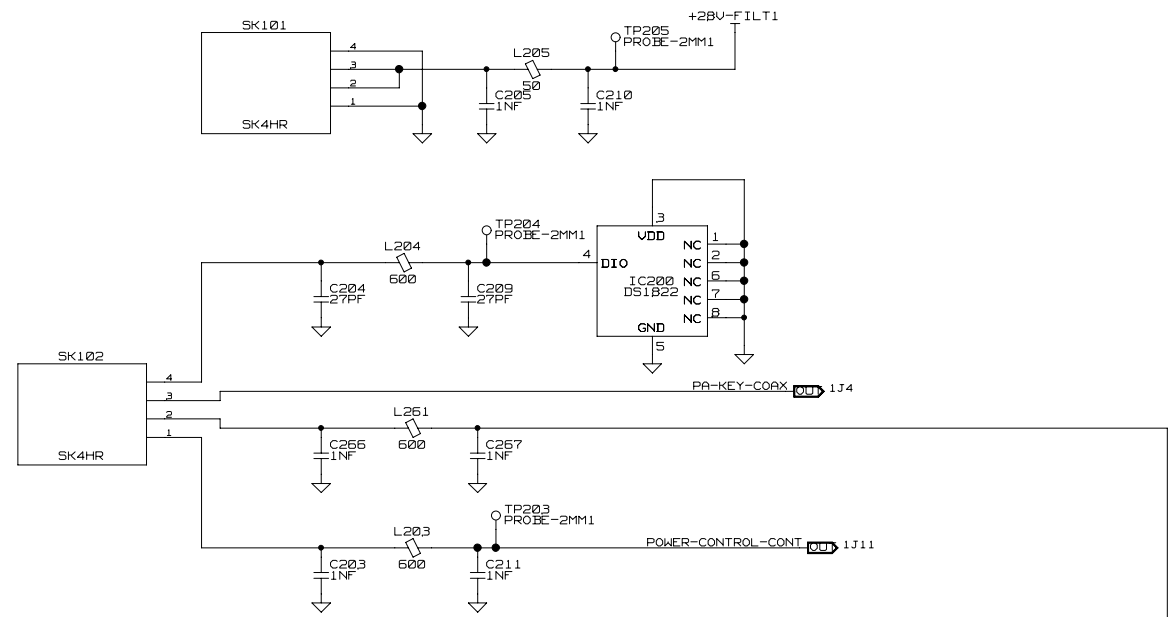 SK101
4
3
2
1
SK4HR
L205
50
C205
1NF
C210
1NF
TP205
PROBE-2MM1
+28V-FILT1
TP204
PROBE-2MM1
L204
600
C204
27PF
C209
27PF
4
DIO
3
VDD
NC 1
NC 2
IC200
DS1822
NC 6
NC 7
NC 8
GND
5
SK102
4
3
2
1
SK4HR
PA-KEY-COAX
OUT
1J4
L261
600
C266
1NF
C267
1NF
TP203
PROBE-2MM1
L203
600
C203
1NF
C211
1NF
POWER-CONTROL-CONT
OUT
1J11